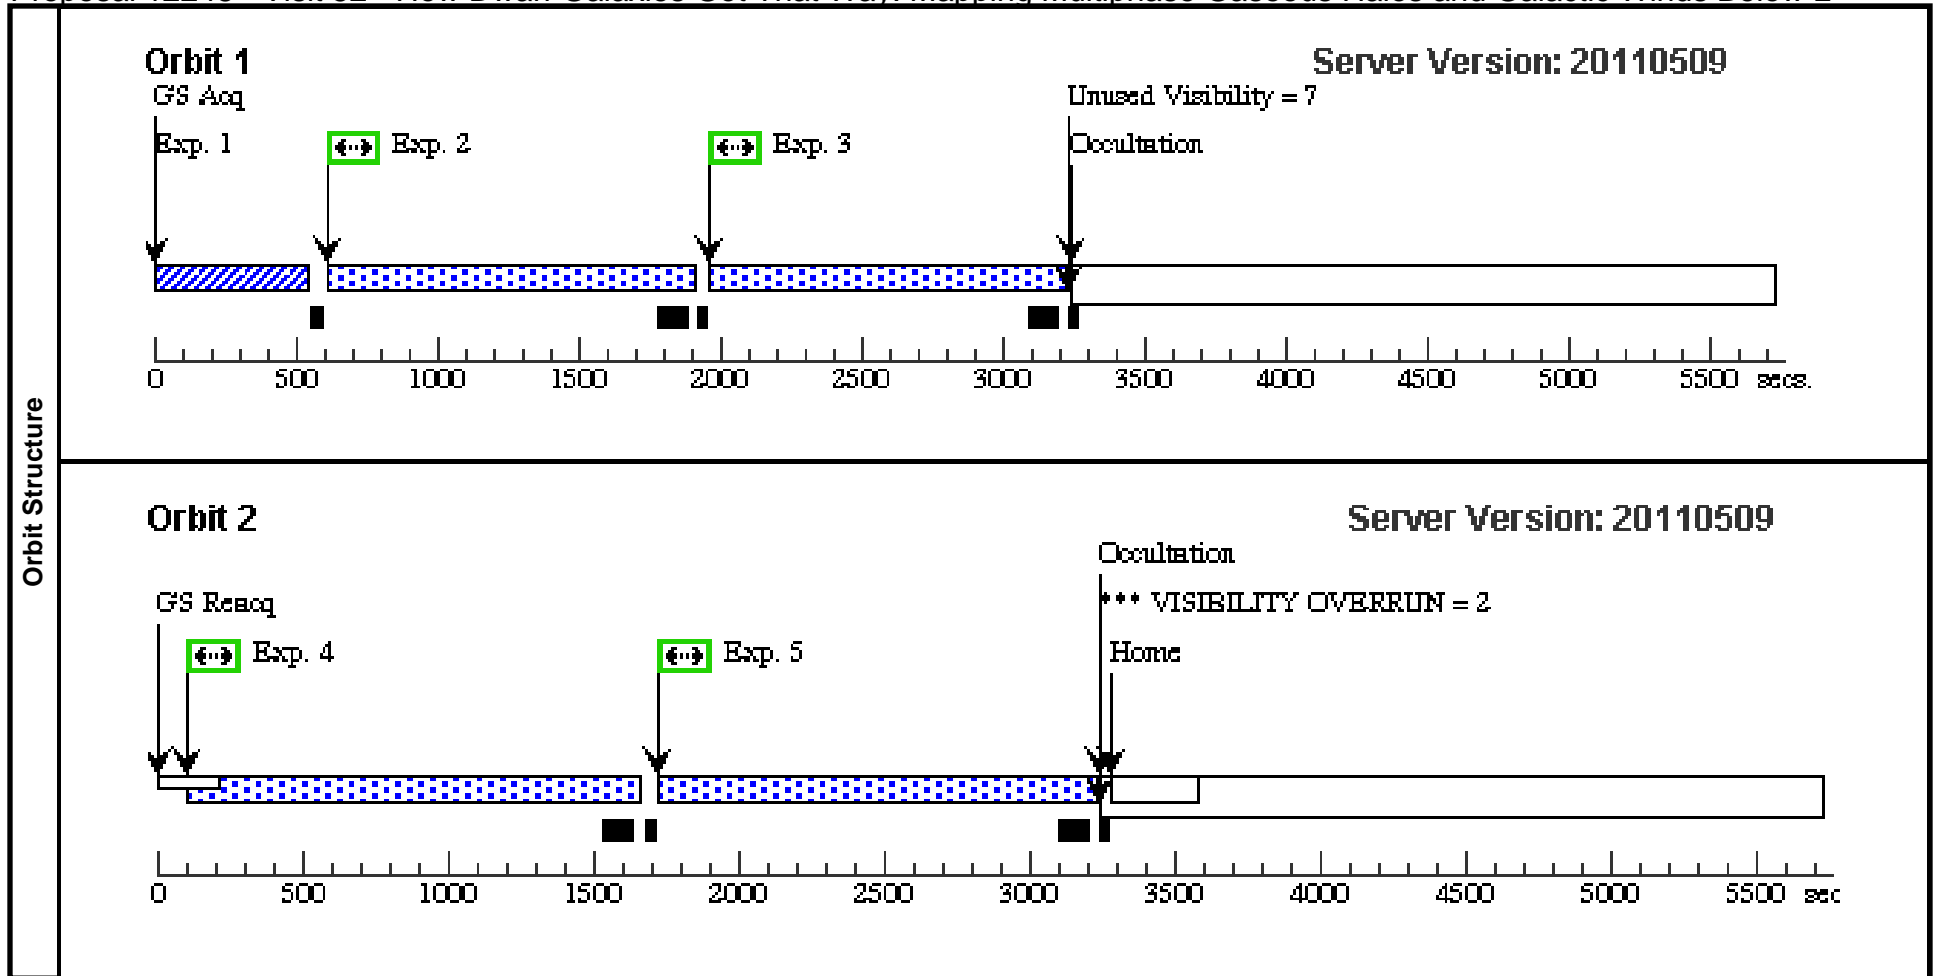 Orbit Structure
Orbit 1
Server Version: 20110509
GS Acq
Unused Visibility = 7
Exp. 1
Exp. 2
Exp. 3
Occultation
0 500 1000 1500 2000 2500 3000 3500 4000 4500 5000 5500 secs.
Orbit 2
Server Version: 20110509
Occultation
GS Reacq
*** VISIBILITY OVERRUN = 2
Exp. 4
Exp. 5
Home
0 500 1000 1500 2000 2500 3000 3500 4000 4500 5000 5500 sec